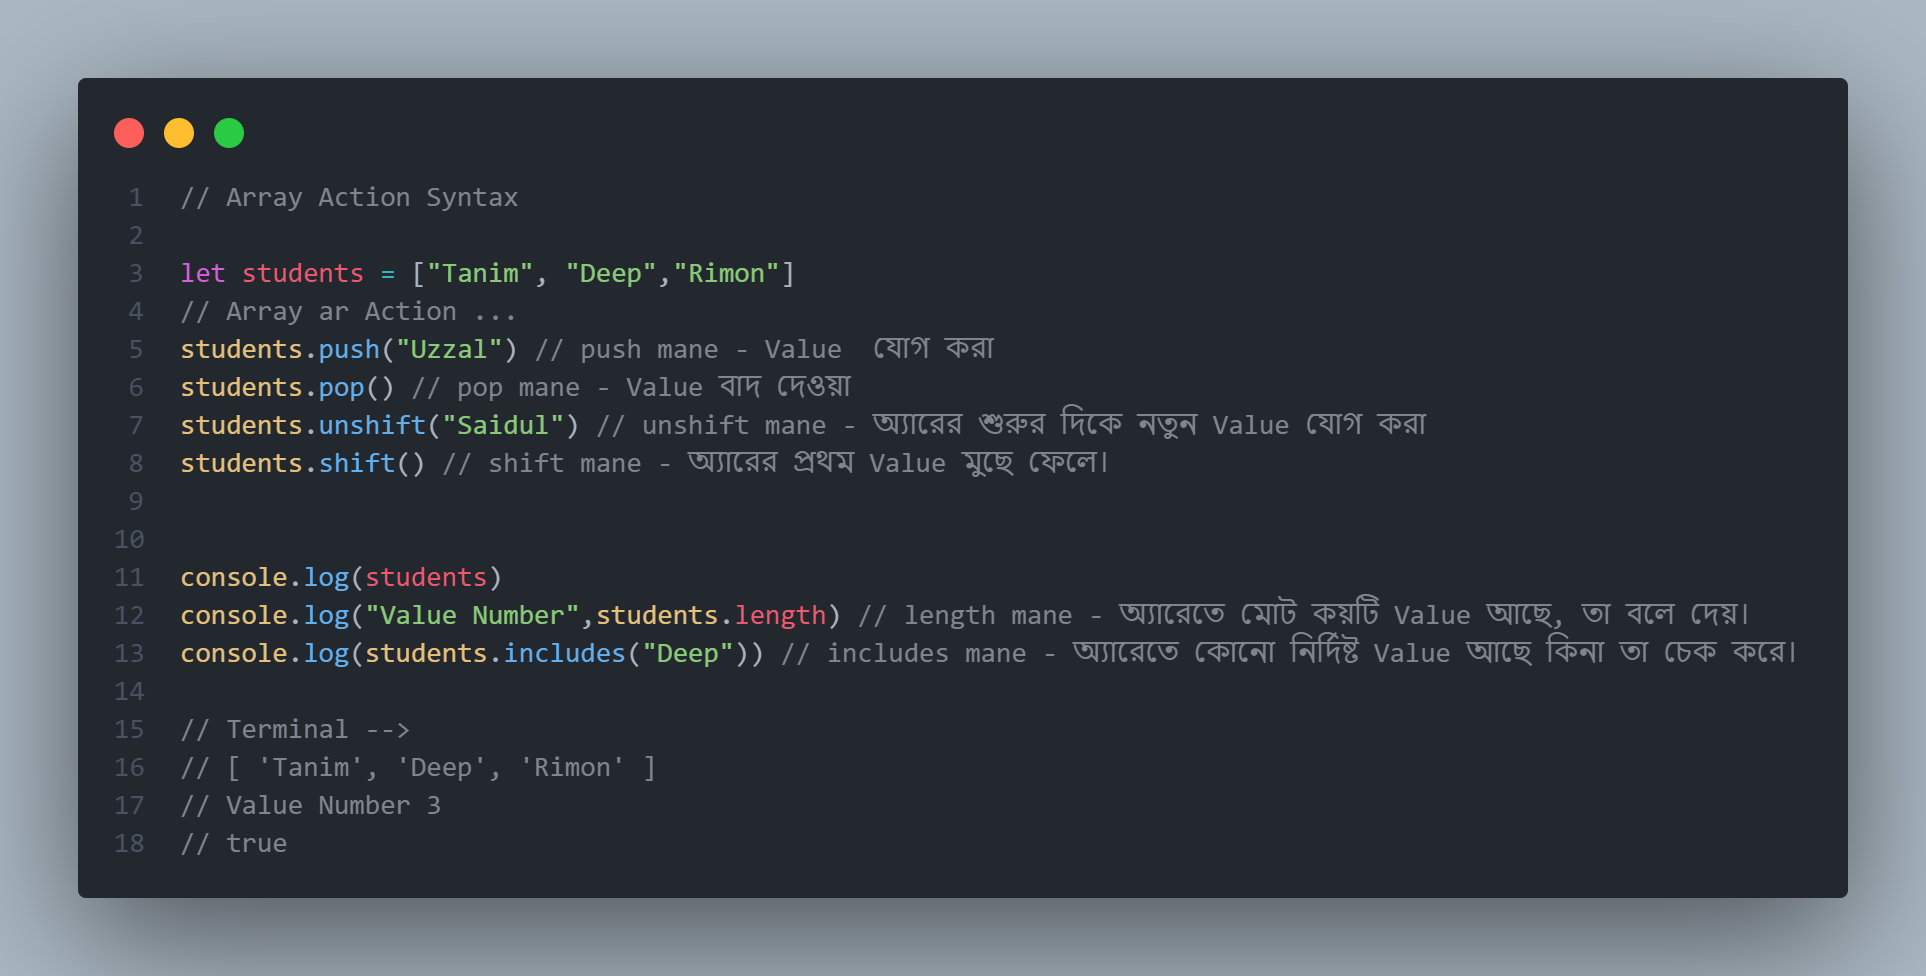 1 // Array Action Syntax
2
3 let students = ["Tanim", "Deep","Rimon"]
4 // Array ar Action ...
5 students.push("Uzzal") // push mane - Value  যোগ করা
6 students.pop() // pop mane - Value বাদ দেওয়া
7 students.unshift("Saidul") // unshift mane - অ্যারের শুরুর দিকে নতুন Value যোগ করা
8 students.shift() // shift mane - অ্যারের প্রথম Value মুছে ফেলে।
9
10
11 console.log(students)
12 console.log("Value Number",students.length) // length mane - অ্যারেতে মোট কয়টি Value আছে, তা বলে দেয়।
13 console.log(students.includes("Deep")) // includes mane - অ্যারেতে কোনো নির্দিষ্ট Value আছে কিনা তা চেক করে।
14
15 // Terminal -->
16 // [ 'Tanim', 'Deep', 'Rimon' ]
17 // Value Number 3
18 // true